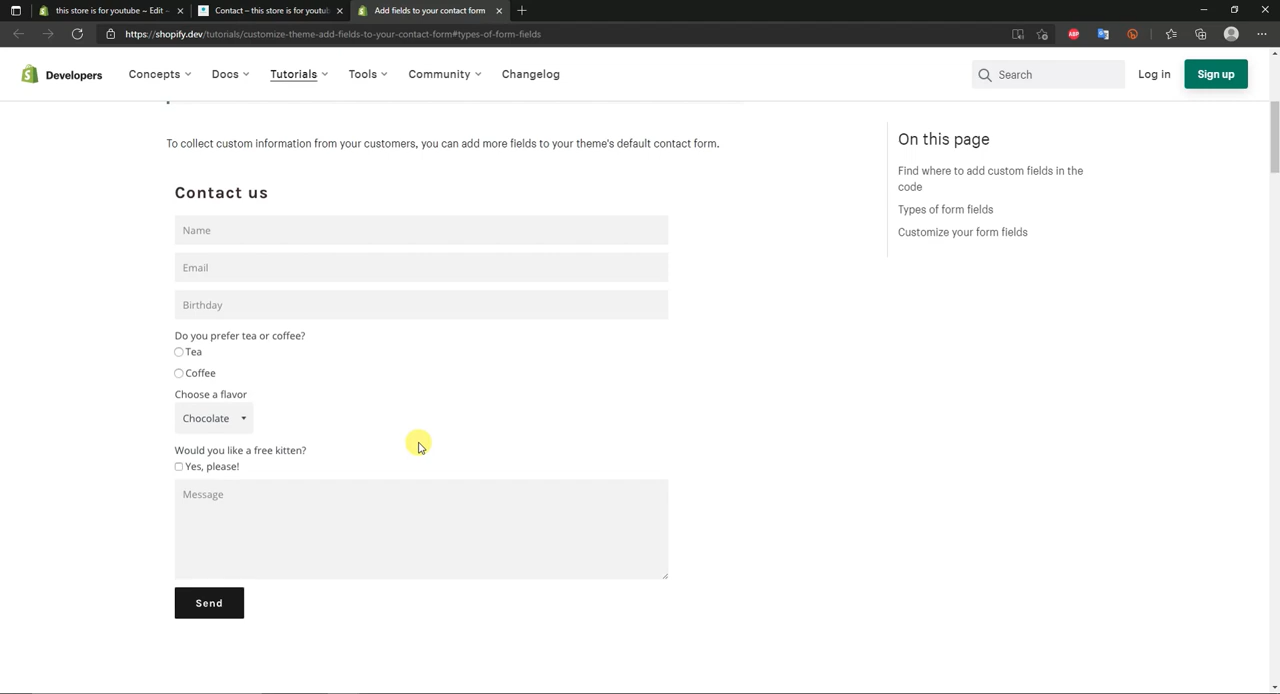 this store is for youtube ~ Edit ~
Contact – this store is for youtub
Add fields to your contact form
https://shopify.dev/tutorials/customize-theme-add-fields-to-your-contact-form#types-of-form-fields
ABP
Developers
Concepts
Docs
Tutorials
Tools
Community
Changelog
Search
Log in
Sign up
To collect custom information from your customers, you can add more fields to your theme's default contact form.
Contact us
Name
Email
Birthday
Do you prefer tea or coffee?
Tea
Coffee
Choose a flavor
Chocolate
Would you like a free kitten?
Yes, please!
Message
Send
On this page
Find where to add custom fields in the
code
Types of form fields
Customize your form fields